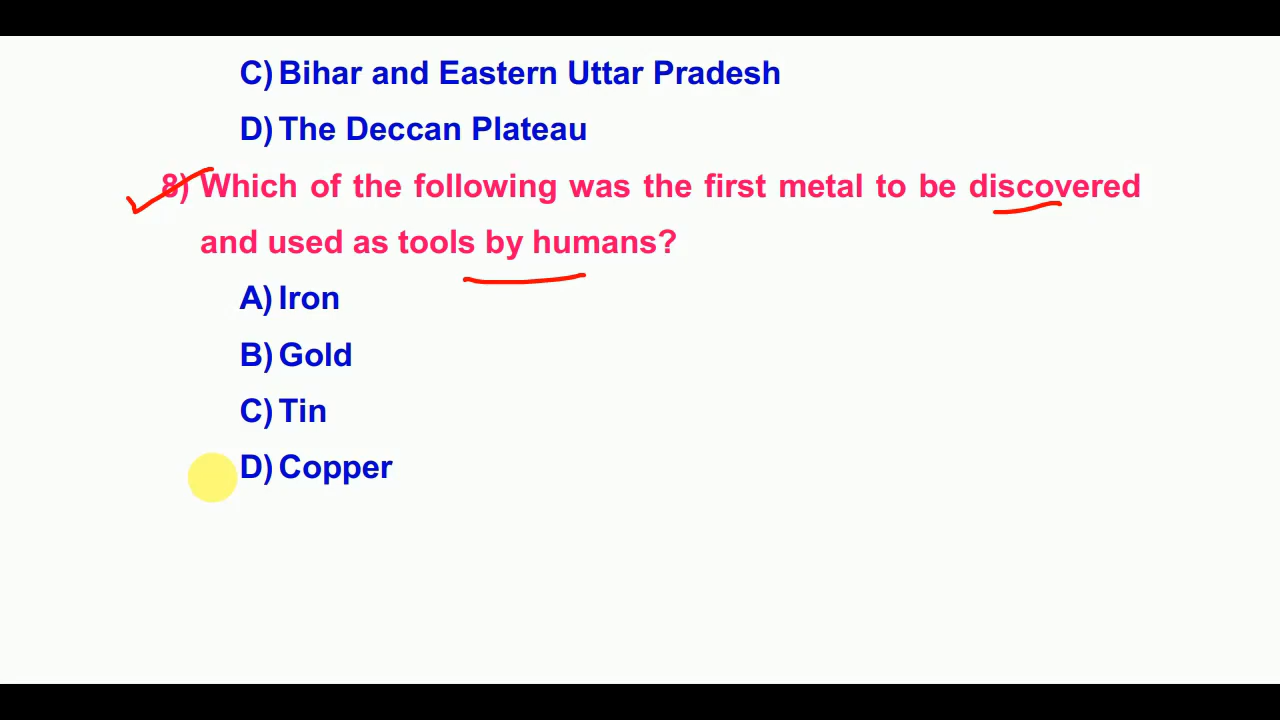 C) Bihar and Eastern Uttar Pradesh
D) The Deccan Plateau
8) Which of the following was the first metal to be discovered
and used as tools by humans?
A) Iron
B) Gold
C) Tin
D) Copper